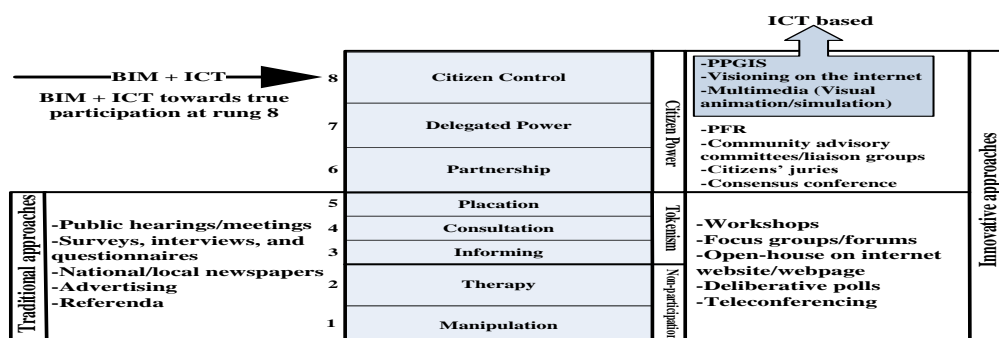 ICT based
BIM + ICT
BIM + ICT towards true
participation at rung 8
8
Citizen Control
7
Delegated Power
6
Partnership
5
Placation
4
Consultation
3
Informing
2
Therapy
1
Manipulation
Citizen Power
Tokenism
Non-participation
-PPGIS
-Visioning on the internet
-Multimedia (Visual
animation/simulation)
-PFR
-Community advisory
committees/liaison groups
-Citizens' juries
-Consensus conference
Traditional approaches
-Public hearings/meetings
-Surveys, interviews, and
questionnaires
-National/local newspapers
-Advertising
-Referenda
-Workshops
-Focus groups/forums
-Open-house on internet
website/webpage
-Deliberative polls
-Teleconferencing
Innovative approaches